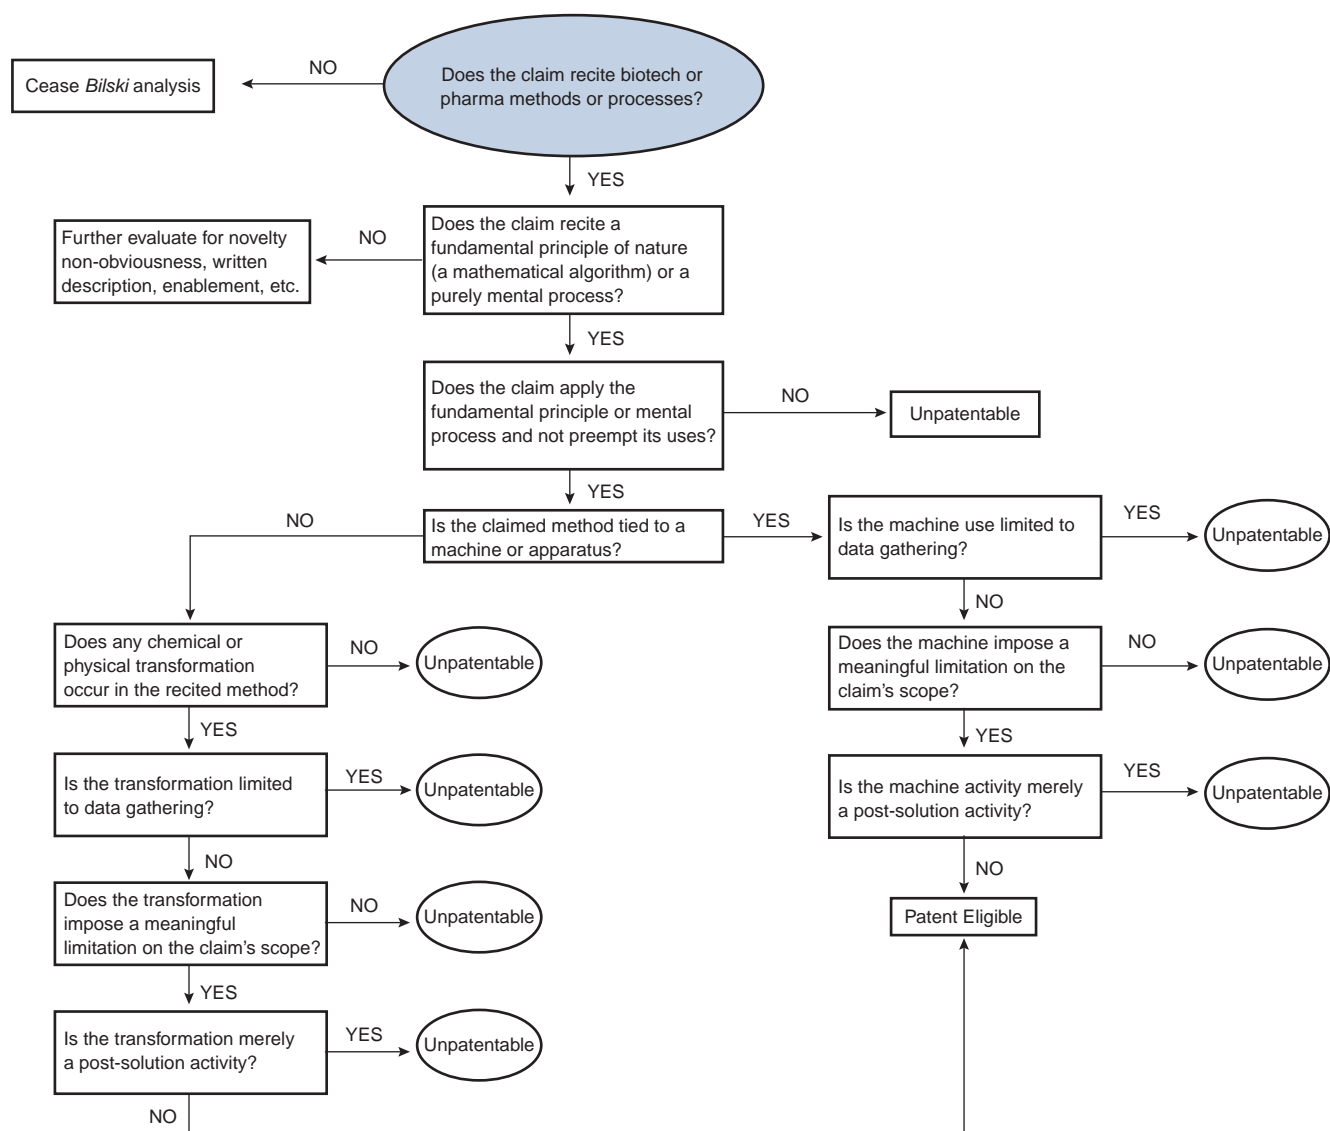 Does the claim recite biotech or
pharma methods or processes?
NO
Cease Bilski analysis
YES
Does the claim recite a
fundamental principle of nature
(a mathematical algorithm) or a
purely mental process?
NO
Further evaluate for novelty
non-obviousness, written
description, enablement, etc.
YES
Does the claim apply the
fundamental principle or mental
process and not preempt its uses?
NO
Unpatentable
YES
Is the claimed method tied to a
machine or apparatus?
NO
YES
Is the machine use limited to
data gathering?
YES
Unpatentable
NO
Does the machine impose a
meaningful limitation on the
claim’s scope?
NO
Unpatentable
YES
Is the machine activity merely
a post-solution activity?
YES
Unpatentable
NO
Patent Eligible
Does any chemical or
physical transformation
occur in the recited method?
NO
Unpatentable
YES
Is the transformation limited
to data gathering?
YES
Unpatentable
NO
Does the transformation
impose a meaningful
limitation on the claim’s scope?
NO
Unpatentable
YES
Is the transformation merely
a post-solution activity?
YES
Unpatentable
NO